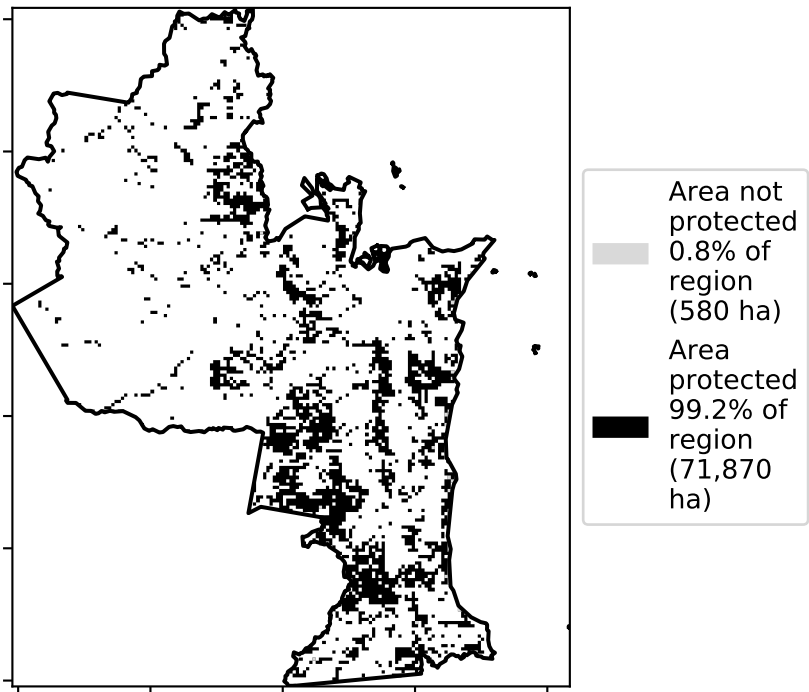 Area not
protected
0.8% of
region
(580 ha)
Area
protected
99.2% of
region
(71,870
ha)